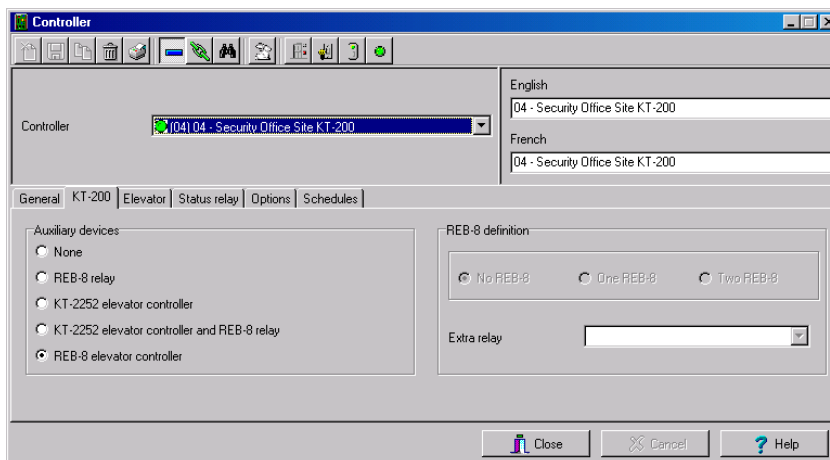 Controller
English
04 - Security Office Site KT-200
Controller
(04) 04 - Security Office Site KT-200
French
04 - Security Office Site KT-200
General KT-200 Elevator Status relay Options Schedules
Auxiliary devices
None
REB-8 relay
KT-2252 elevator controller
KT-2252 elevator controller and REB-8 relay
REB-8 elevator controller
REB-8 definition
No REB-8 One REB-8 Two REB-8
Extra relay
Close Cancel Help